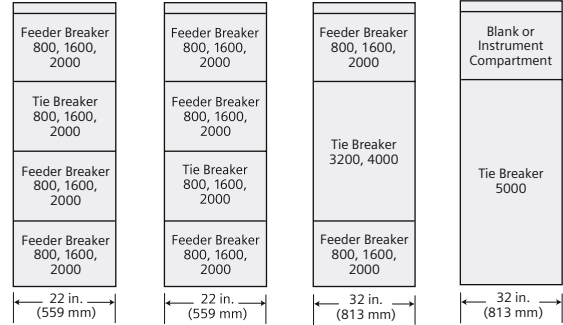 Feeder Breaker
800, 1600,
2000
Tie Breaker
800, 1600,
2000
Feeder Breaker
800, 1600,
2000
Feeder Breaker
800, 1600,
2000
22 in.
(559 mm)
Feeder Breaker
800, 1600,
2000
Feeder Breaker
800, 1600,
2000
Tie Breaker
800, 1600,
2000
Feeder Breaker
800, 1600,
2000
22 in.
(559 mm)
Feeder Breaker
800, 1600,
2000
Tie Breaker
3200, 4000
Feeder Breaker
800, 1600,
2000
32 in.
(813 mm)
Blank or
Instrument
Compartment
Tie Breaker
5000
32 in.
(813 mm)